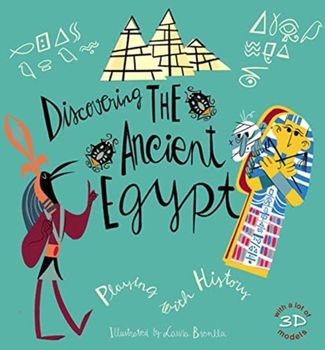 Discovering THE
Ancient
Egypt
Playing with History
Illustrated by Laura Brenlla
with a lot of
3D
models